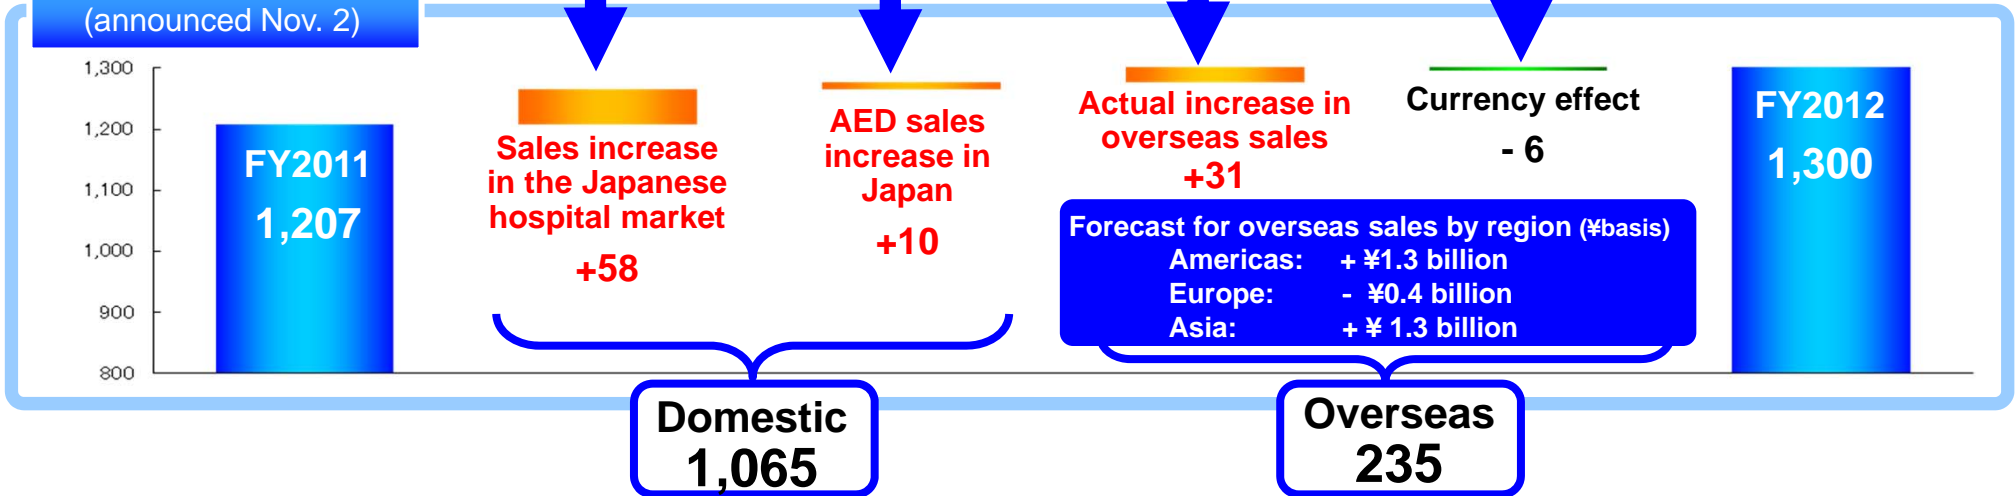 (announced Nov. 2)
1,300
1,200
1,100
1,000
900
800
FY2011
1,207
Sales increase
in the Japanese
hospital market
+58
AED sales
increase in
Japan
+10
Actual increase in
overseas sales
+31
Currency effect
- 6
FY2012
1,300
Forecast for overseas sales by region (¥basis)
Americas: + ¥1.3 billion
Europe: - ¥0.4 billion
Asia: + ¥ 1.3 billion
Domestic
1,065
Overseas
235